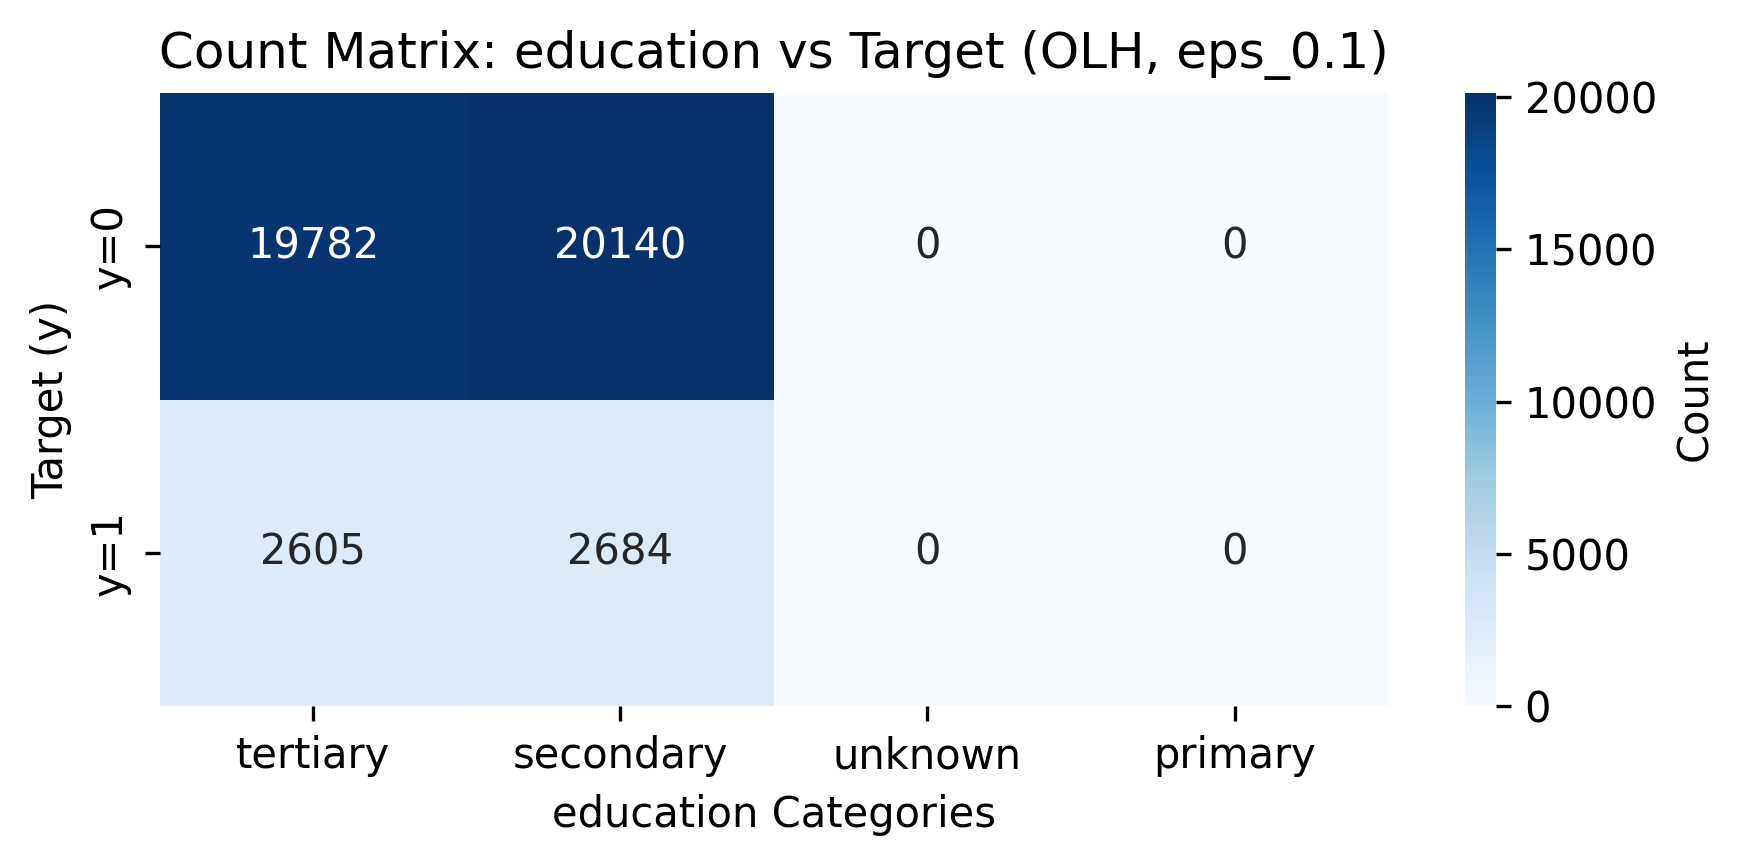 Count Matrix: education vs Target (OLH, eps_0.1)
Target (y)
y=0
19782 20140 0 0
y=1
2605 2684 0 0
tertiary secondary unknown primary
education Categories
20000
15000
10000
5000
0
Count